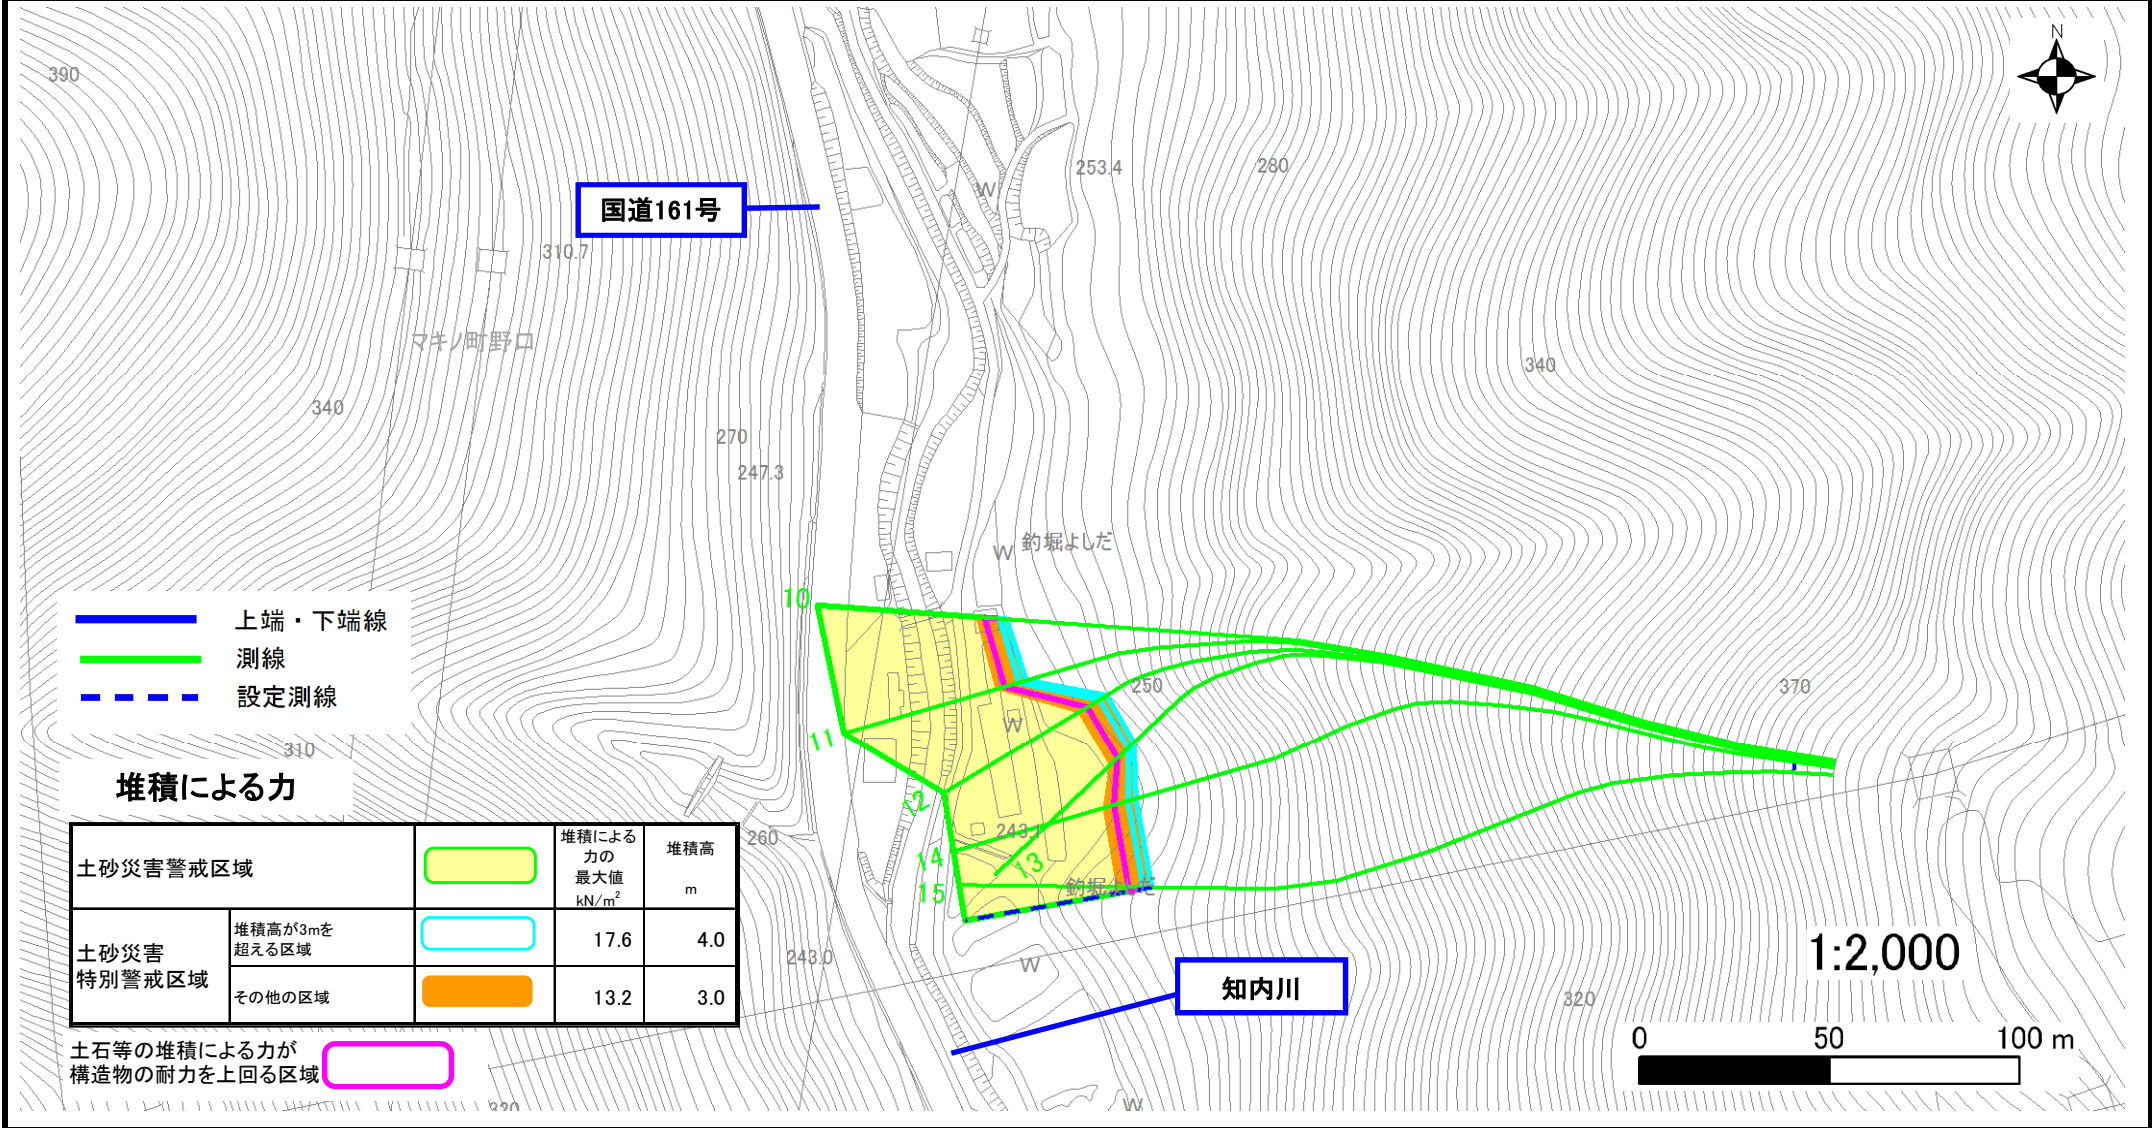 N
390
253.4
280
国道161号
310.7
マキノ町野口
340
340
270
247.3
W
W
釣堀よしだ
10
上端・下端線
測線
設定測線
250
370
11
W
310
堆積による力
12
243.1
260
14
13
15
釣堀よしだ
土砂災害警戒区域
堆積による
力の
最大値
kN/m²
堆積高
m
土砂災害
特別警戒区域
堆積高が3mを
超える区域
17.6
4.0
その他の区域
13.2
3.0
243.0
W
1:2,000
知内川
320
0 50 100 m
土石等の堆積による力が
構造物の耐力を上回る区域
320
W